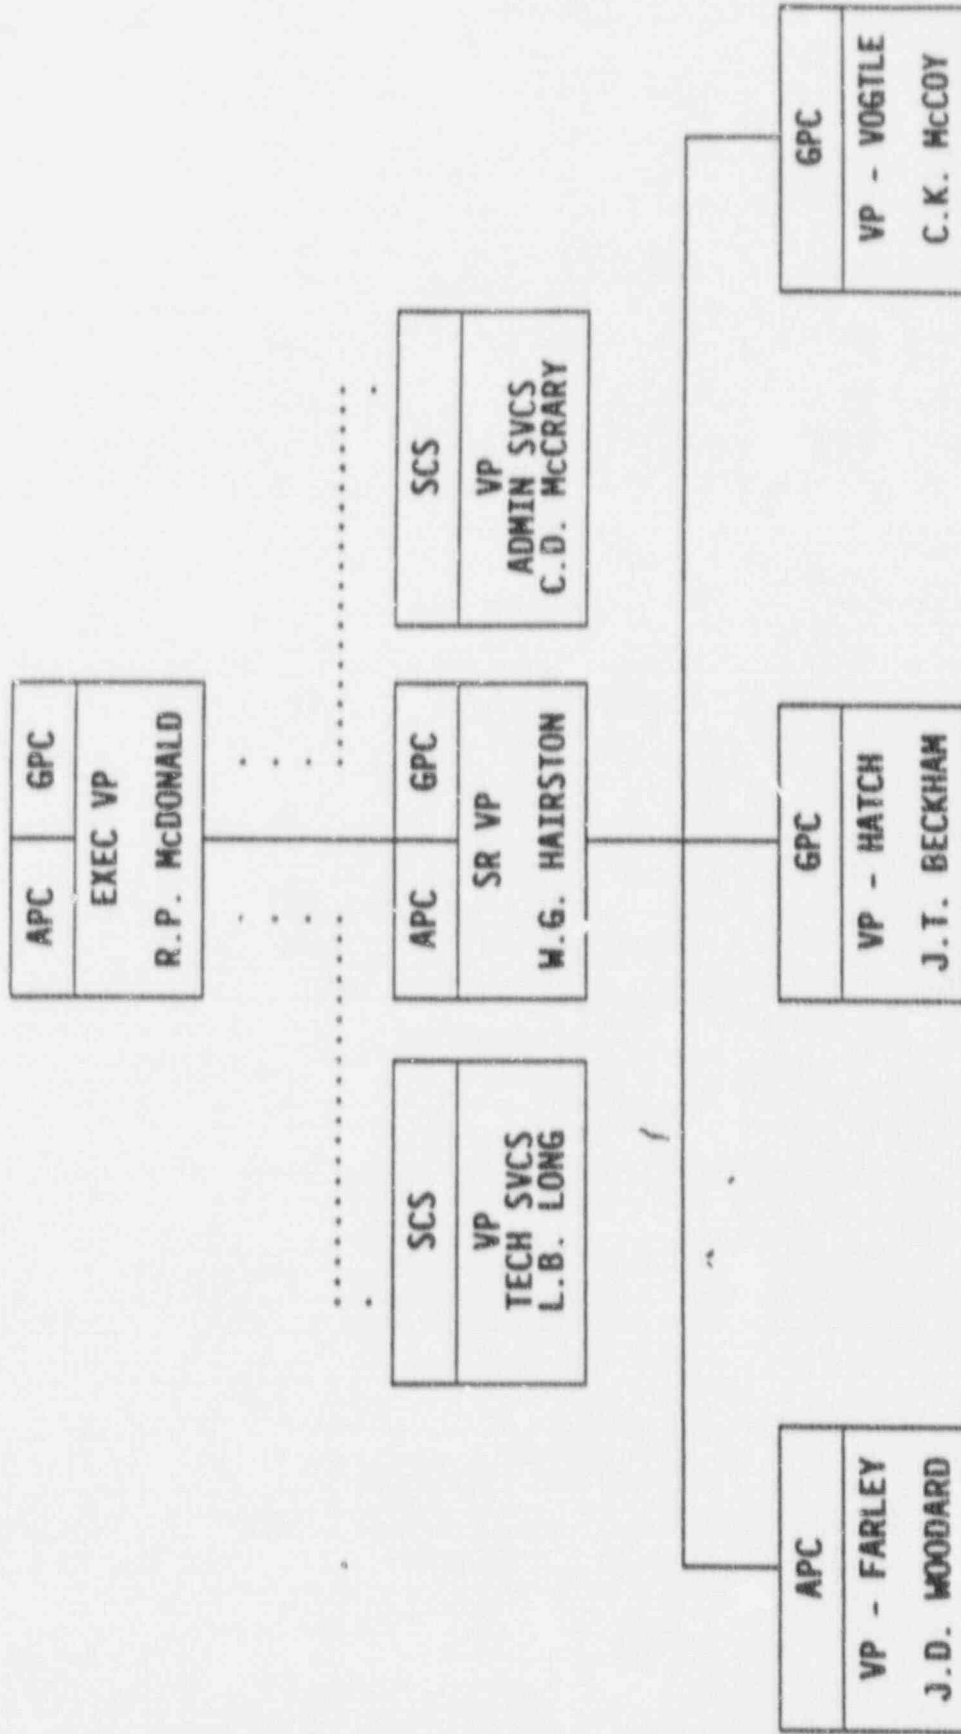 APC GPC
EXEC VP
R.P. McDONALD
SCS
VP
TECH SVCS
L.B. LONG
APC GPC
SR VP
W.G. HAIRSTON
SCS
VP
ADMIN SVCS
C.D. McCRARY
APC
VP - FARLEY
J.D. WOODARD
GPC
VP - HATCH
J.T. BECKHAM
GPC
VP - VOGTLE
C.K. McCOY